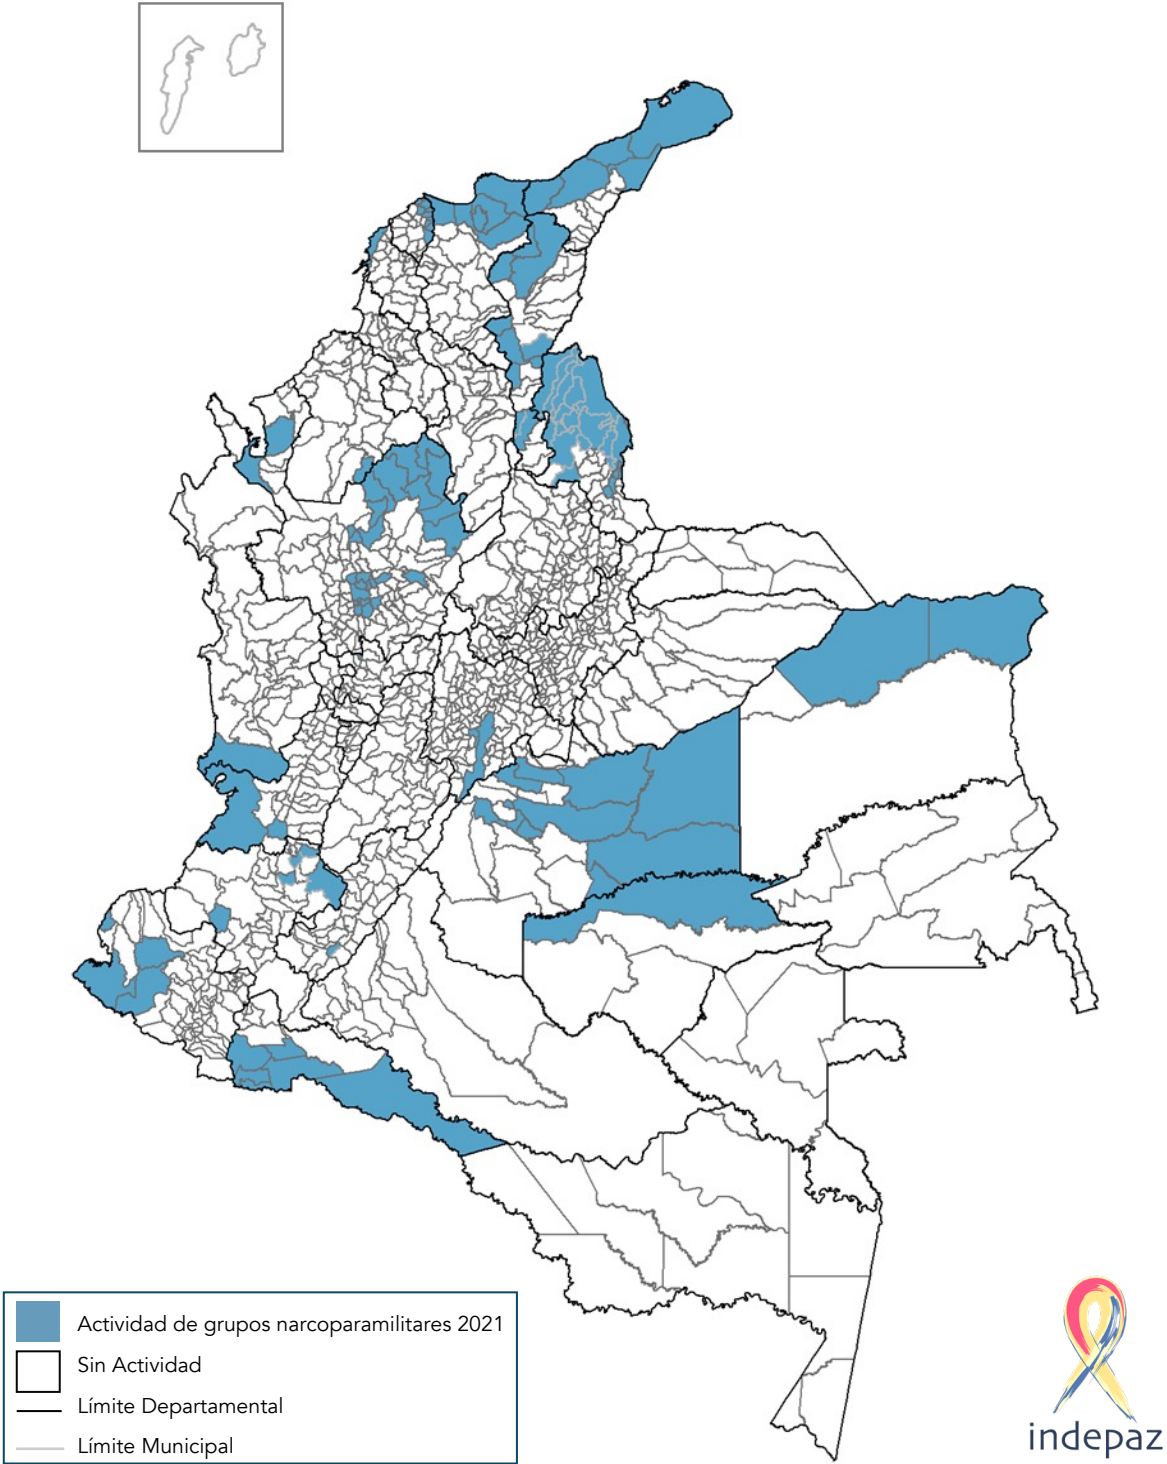 Actividad de grupos narcoparamilitares 2021
Sin Actividad
Límite Departamental
Límite Municipal
indepaz